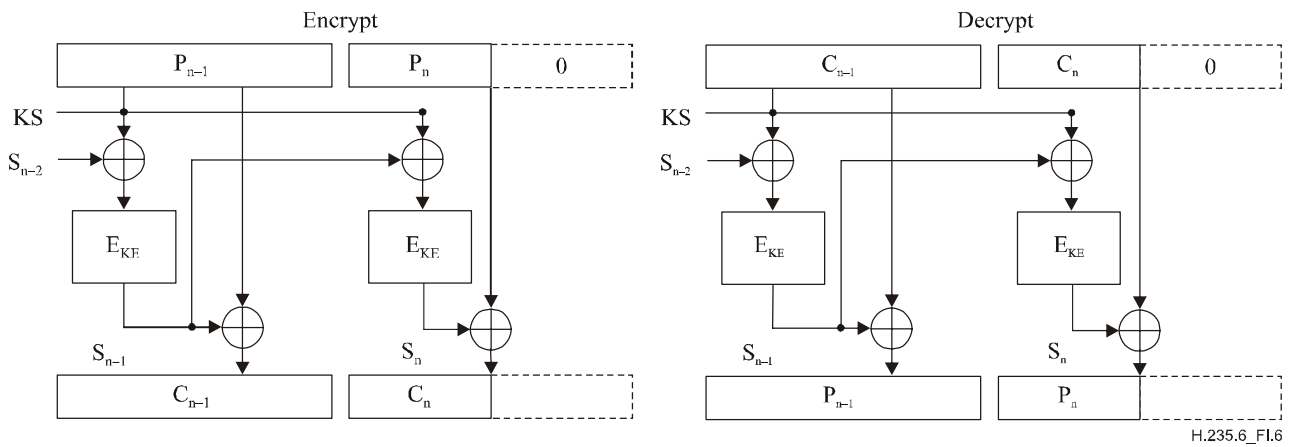 Encrypt
P_{n–1} P_n 0
KS
S_{n–2}
E_{KE} E_{KE}
S_{n–1} S_n
C_{n–1} C_n
Decrypt
C_{n–1} C_n 0
KS
S_{n–2}
E_{KE} E_{KE}
S_{n–1} S_n
P_{n–1} P_n
H.235.6_FI.6